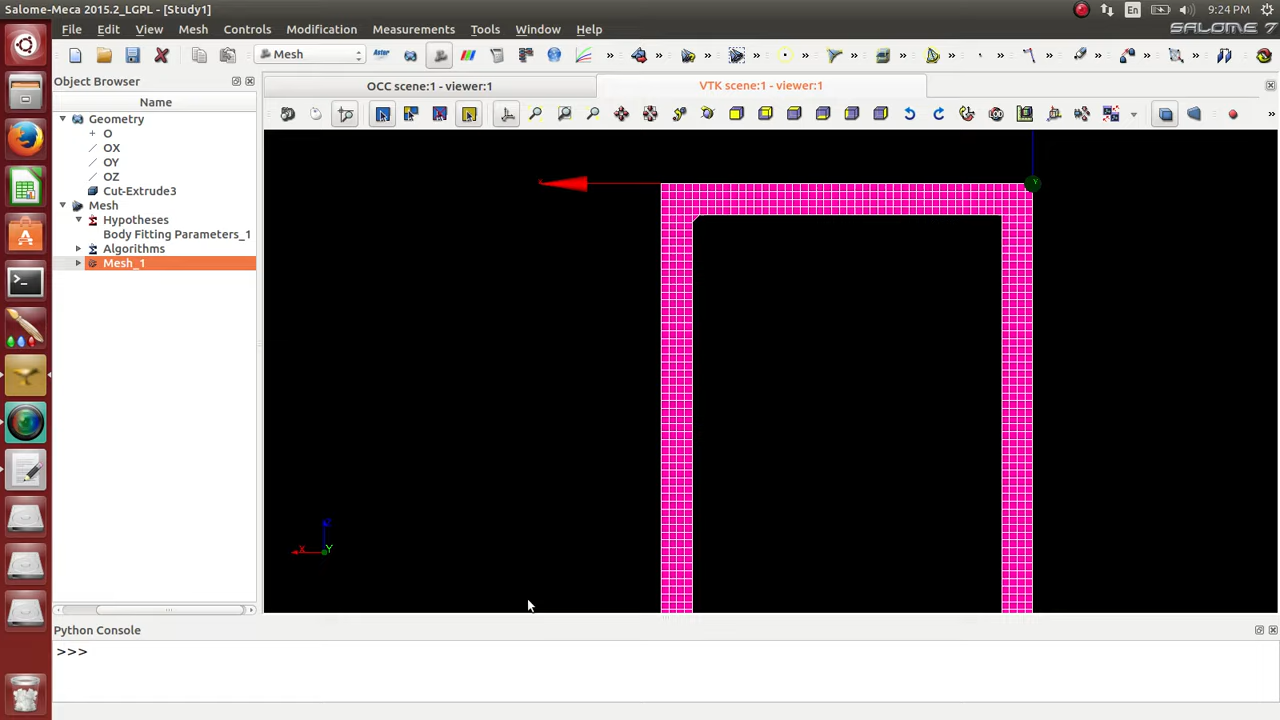 Salome-Meca 2015.2_LGPL - [Study1]
En
9:24 PM
File Edit View Mesh Controls Modification Measurements Tools Window Help
SALOME 7
Mesh
Aster
Object Browser
OCC scene:1 - viewer:1
VTK scene:1 - viewer:1
Name
Geometry
O
OX
OY
OZ
Cut-Extrude3
Mesh
Hypotheses
Body Fitting Parameters_1
Algorithms
Mesh_1
Y
X
Y
Python Console
>>>